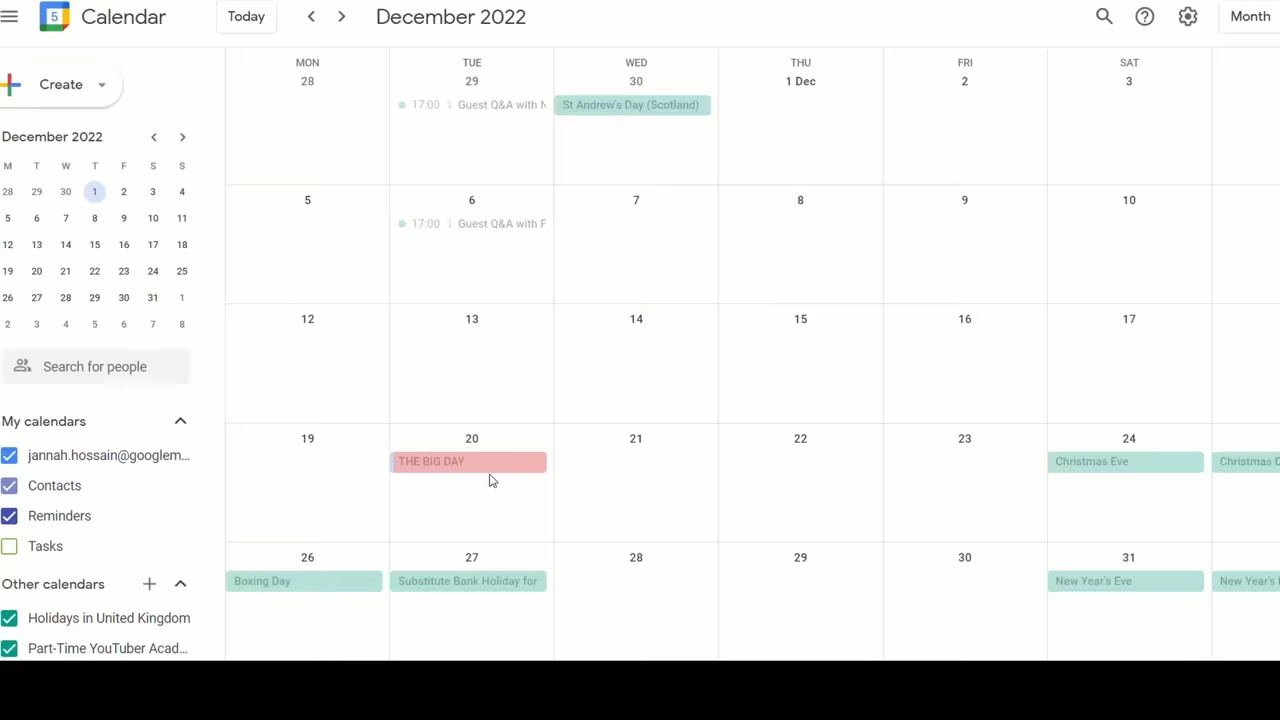 5 Calendar Today December 2022 Month
Create
December 2022
M T W T F S S
28 29 30 1 2 3 4
5 6 7 8 9 10 11
12 13 14 15 16 17 18
19 20 21 22 23 24 25
26 27 28 29 30 31 1
2 3 4 5 6 7 8
Search for people
My calendars
jannah.hossain@googlem...
Contacts
Reminders
Tasks
Other calendars
Holidays in United Kingdom
Part-Time YouTuber Acad...
MON TUE WED THU FRI SAT
28 29 30 1 Dec 2 3
17:00 Guest Q&A with St Andrew's Day (Scotland)
5 6 7 8 9 10
17:00 Guest Q&A with F
12 13 14 15 16 17
19 20 21 22 23 24
THE BIG DAY Christmas Eve Christmas
26 27 28 29 30 31
Boxing Day Substitute Bank Holiday for New Year's Eve New Year's